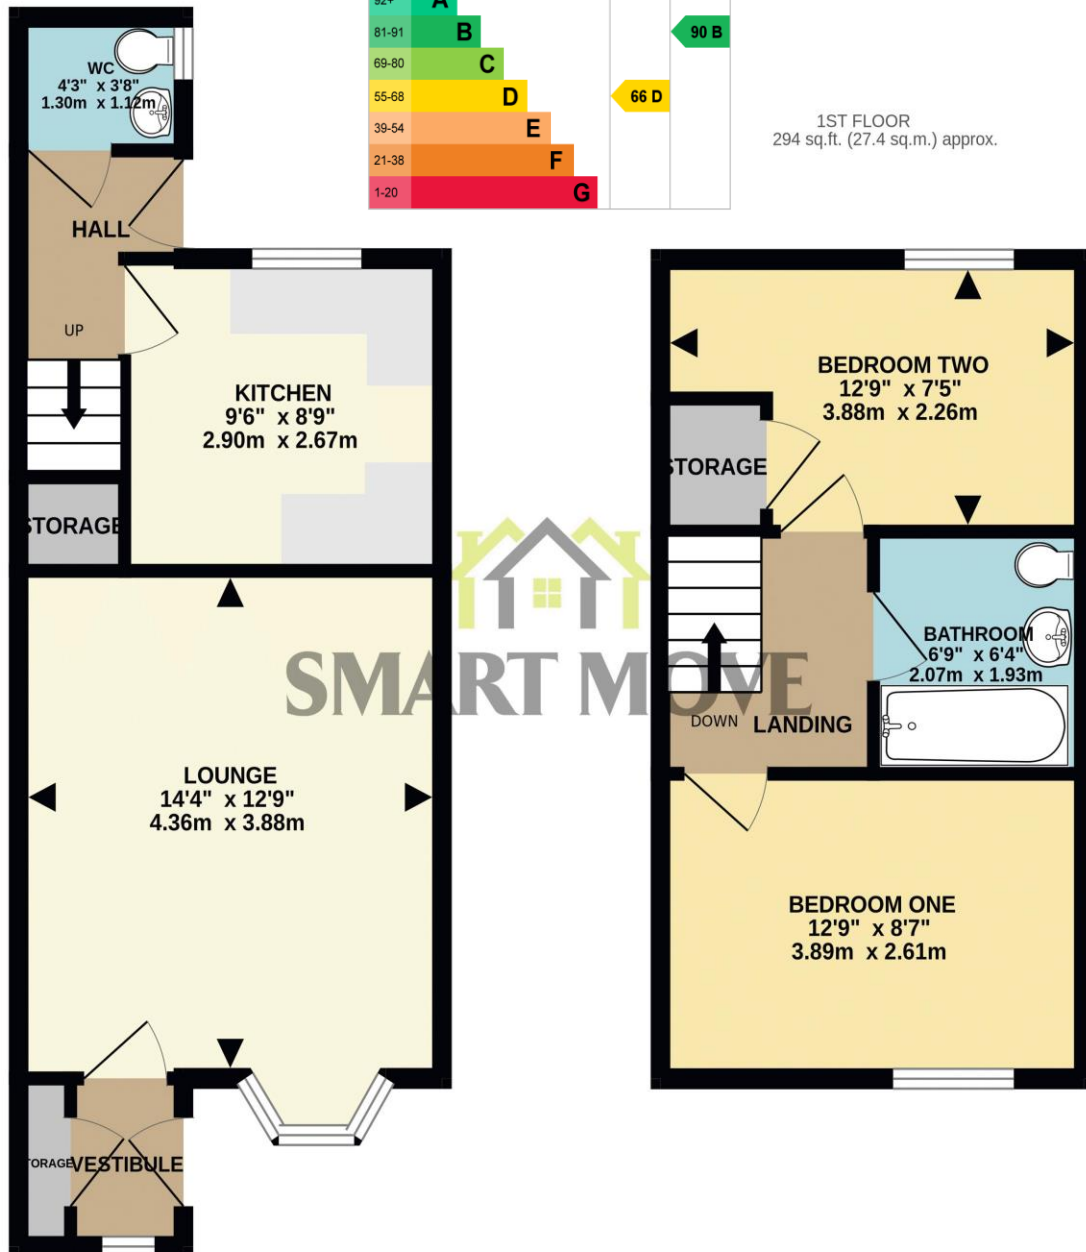 92+ A
81-91 B
69-80 C
55-68 D
39-54 E
21-38 F
1-20 G
66 D
90 B
1ST FLOOR
294 sq.ft. (27.4 sq.m.) approx.
WC
4'3" x 3'8"
1.30m x 1.12m
HALL
UP
KITCHEN
9'6" x 8'9"
2.90m x 2.67m
STORAGE
LOUNGE
14'4" x 12'9"
4.36m x 3.88m
STORAGE
VESTIBULE
SMART MOVE
BEDROOM TWO
12'9" x 7'5"
3.88m x 2.26m
STORAGE
BATHROOM
6'9" x 6'4"
2.07m x 1.93m
DOWN
LANDING
BEDROOM ONE
12'9" x 8'7"
3.89m x 2.61m